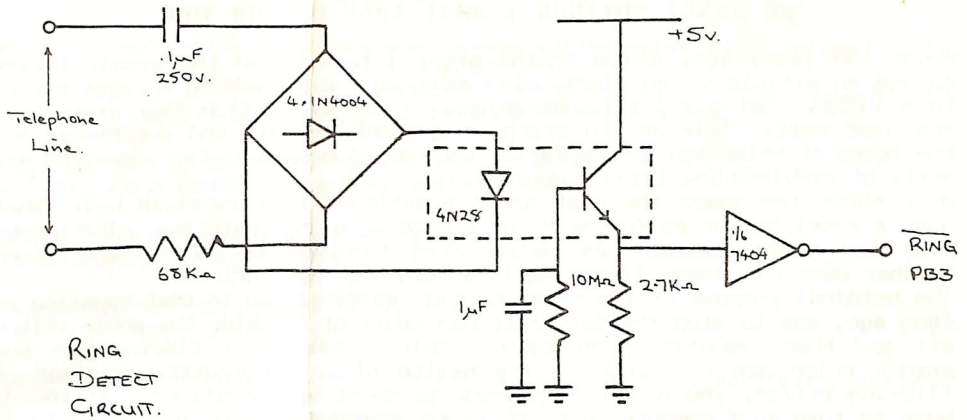 +5v.
1µF
250v.
4 × 1N4004
Telephone
Line.
4N28
1/6
7404
RING
PB3
68KΩ
10MΩ
2.7KΩ
1µF
RING
DETECT
CIRCUIT.